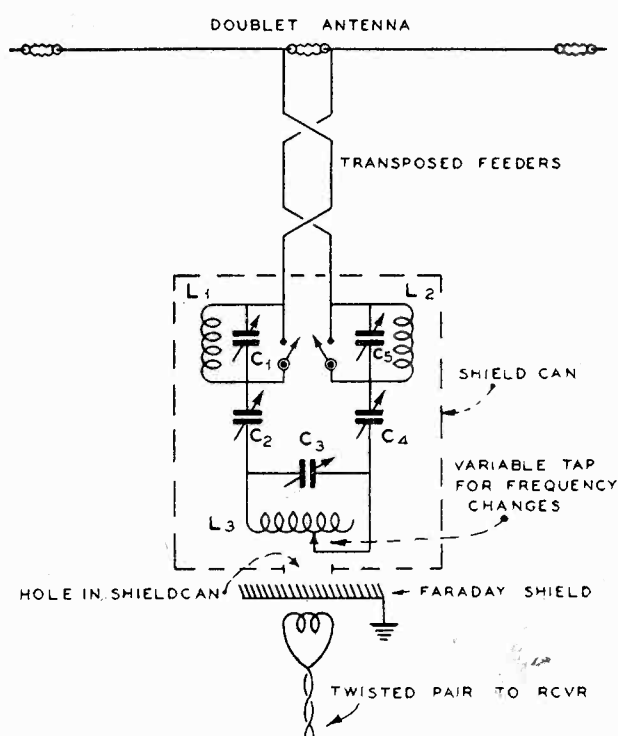 DOUBLET ANTENNA
TRANSPOSED FEEDERS
L1
L2
C1
C5
SHIELD CAN
C2
C3
C4
VARIABLE TAP
FOR FREQUENCY
CHANGES
L3
HOLE IN SHIELDCAN
FARADAY SHIELD
TWISTED PAIR TO RCVR